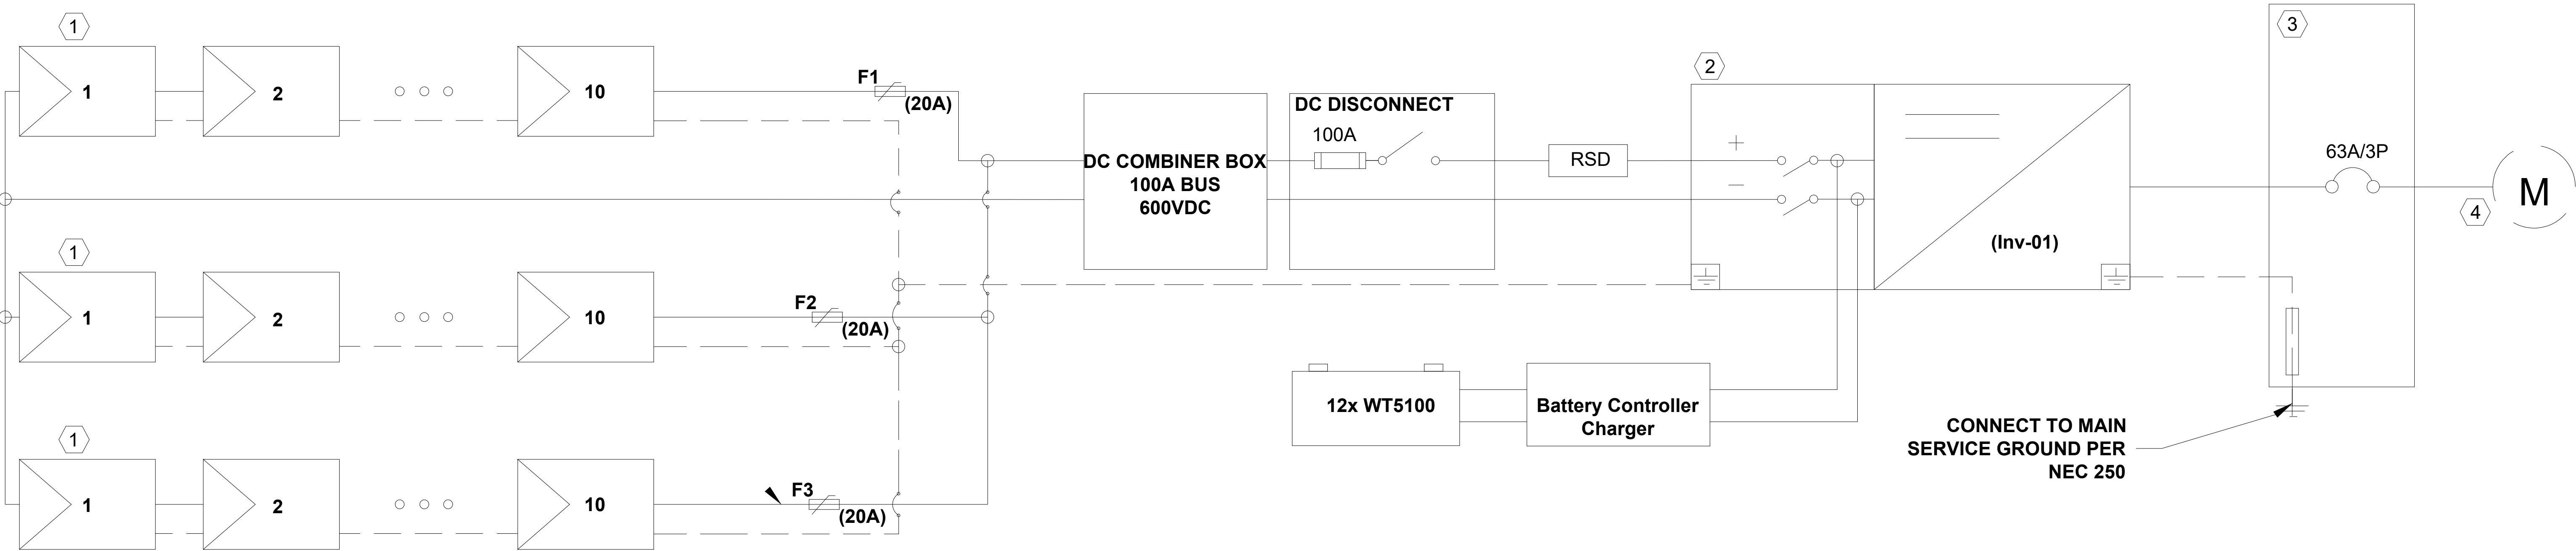 1
1
2
10
F1
(20A)
1
1
2
10
F2
(20A)
1
1
2
10
F3
(20A)
DC COMBINER BOX
100A BUS
600VDC
DC DISCONNECT
100A
RSD
2
+
−
(Inv-01)
12x WT5100
Battery Controller
Charger
3
63A/3P
4
M
CONNECT TO MAIN
SERVICE GROUND PER
NEC 250